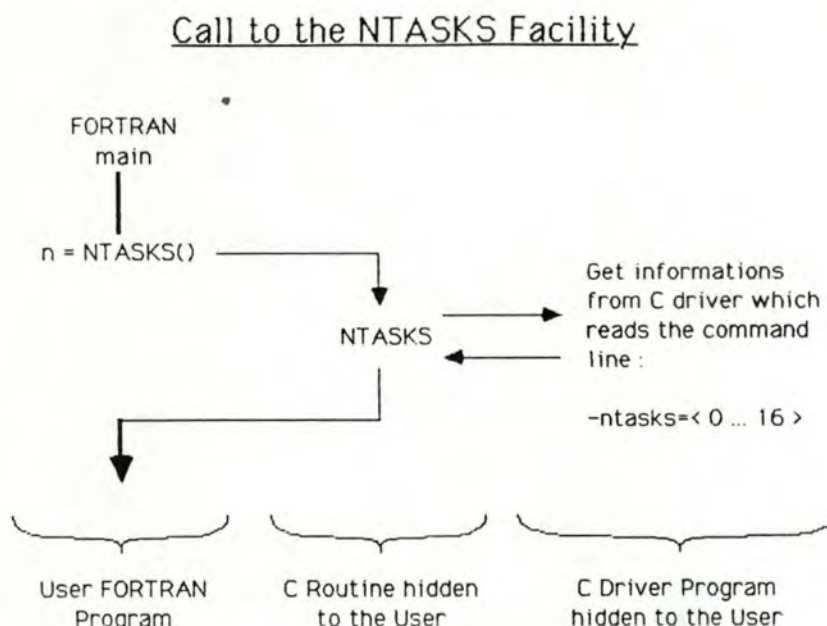 Call to the NTASKS Facility
FORTRAN
main
n = NTASKS()
NTASKS
Get informations
from C driver which
reads the command
line :
-ntasks=< 0 ... 16 >
User FORTRAN
Program
C Routine hidden
to the User
C Driver Program
hidden to the User